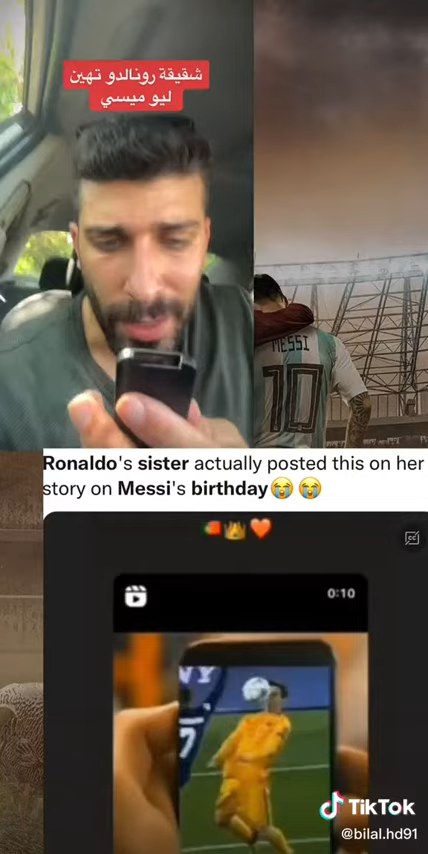 شقيقة رونالدو تهين
ليو ميسي
MESSI
10
Ronaldo's sister actually posted this on her
story on Messi's birthday😭😭
🇵🇹👑❤️
CC
0:10
TikTok
@bilal.hd91